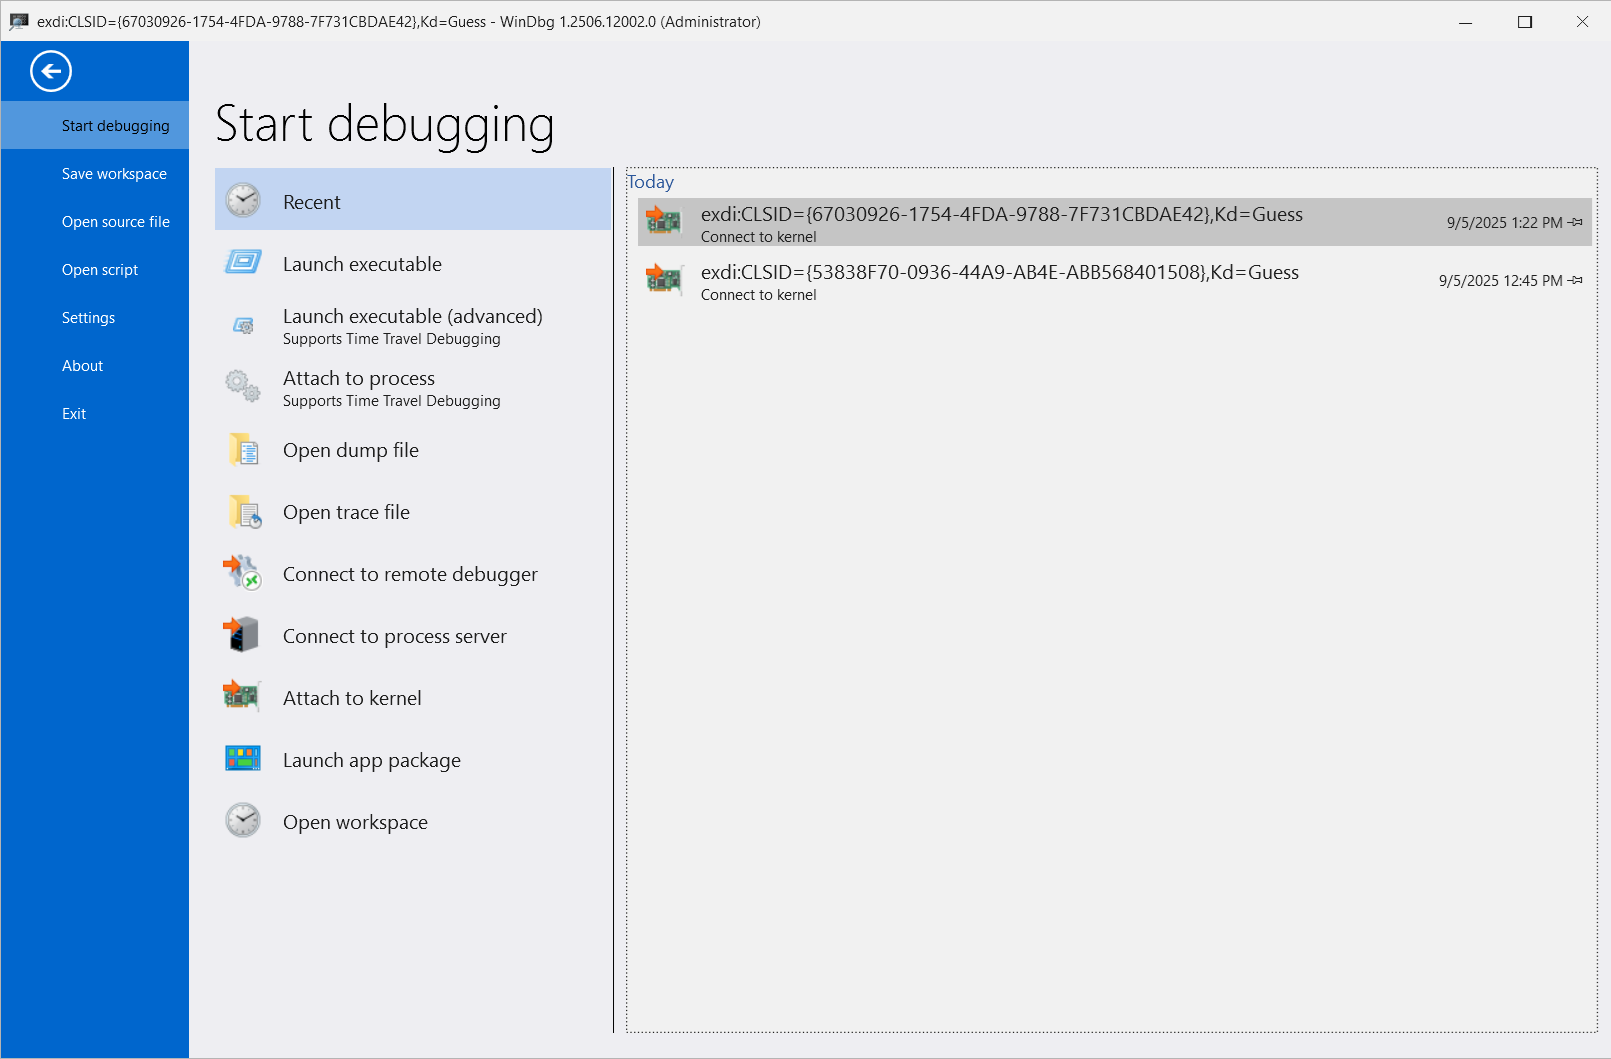 exdi:CLSID={67030926-1754-4FDA-9788-7F731CBDAE42},Kd=Guess - WinDbg 1.2506.12002.0 (Administrator)
Start debugging
Save workspace
Open source file
Open script
Settings
About
Exit
Start debugging
Recent
Launch executable
Launch executable (advanced)
Supports Time Travel Debugging
Attach to process
Supports Time Travel Debugging
Open dump file
Open trace file
Connect to remote debugger
Connect to process server
Attach to kernel
Launch app package
Open workspace
Today
exdi:CLSID={67030926-1754-4FDA-9788-7F731CBDAE42},Kd=Guess
Connect to kernel
9/5/2025 1:22 PM
exdi:CLSID={53838F70-0936-44A9-AB4E-ABB568401508},Kd=Guess
Connect to kernel
9/5/2025 12:45 PM